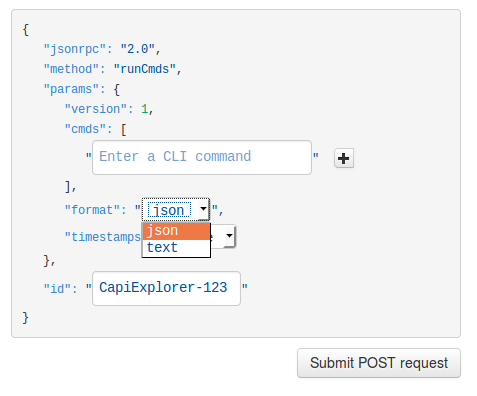 {
"jsonrpc": "2.0",
"method": "runCmds",
"params": {
"version": 1,
"cmds": [
"Enter a CLI command" +
],
"format": "json",
json
"timestamps
text
},
"id": "CapiExplorer-123"
}
Submit POST request